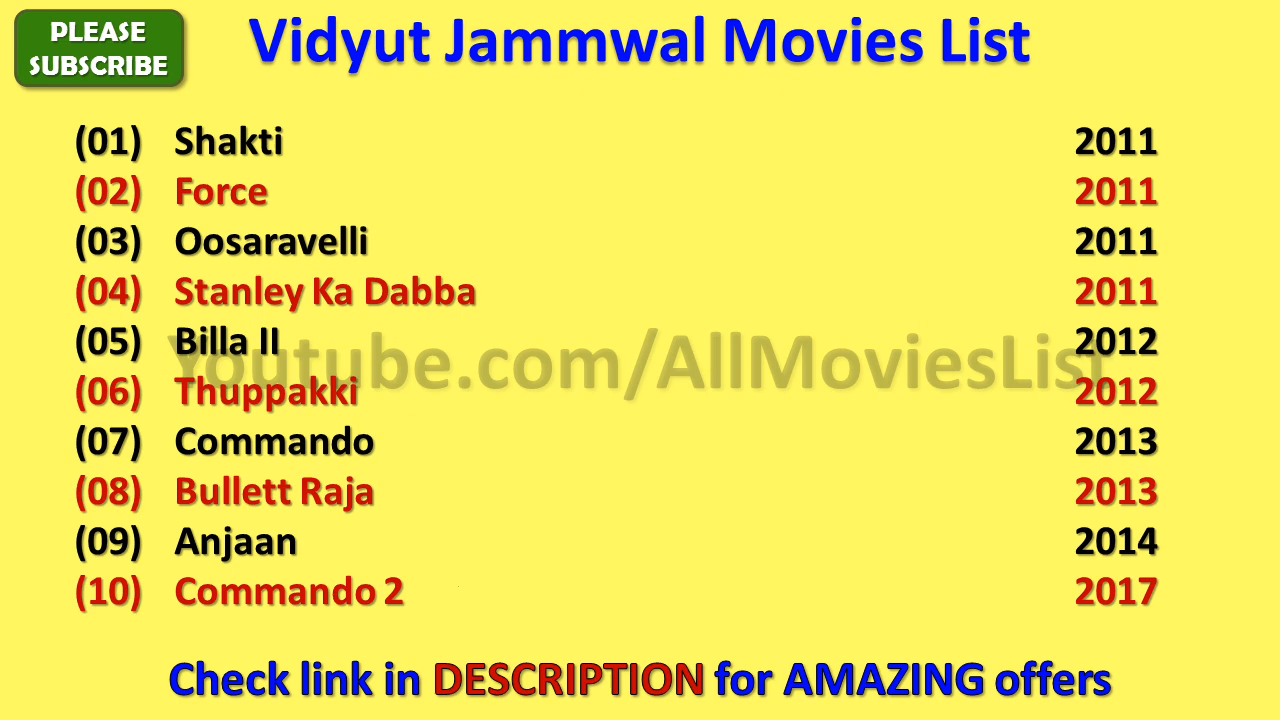 PLEASE
SUBSCRIBE
Vidyut Jammwal Movies List
(01) Shakti 2011
(02) Force 2011
(03) Oosaravelli 2011
(04) Stanley Ka Dabba 2011
(05) Billa II 2012
Youtube.com/AllMoviesList
(06) Thuppakki 2012
(07) Commando 2013
(08) Bullett Raja 2013
(09) Anjaan 2014
(10) Commando 2 2017
Check link in DESCRIPTION for AMAZING offers